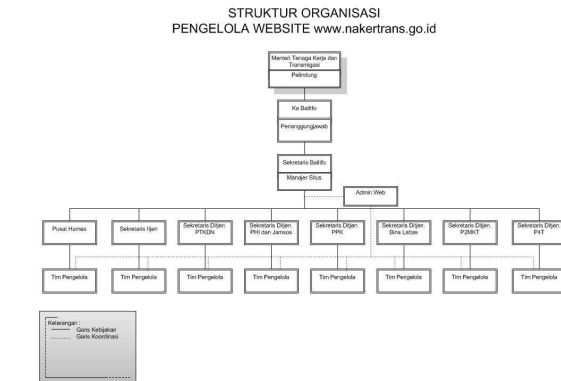 STRUKTUR ORGANISASI
PENGELOLA WEBSITE www.nakertrans.go.id
Menteri Tenaga Kerja dan
Transmigasi
Pelindung
Ka Balitfo
Penanggungjawab
Sekretaris Balitfo
Manajer Situs
Admin Web
Pusat Humas
Sekretaris Itjen
Sekretaris Ditjen.
PTKDN
Sekretaris Ditjen.
PHI dan Jamsos
Sekretaris Ditjen.
PPK
Sekretaris Ditjen.
Bina Lattas
Sekretaris Ditjen.
P2MKT
Sekretaris Ditjen.
P4T
Tim Pengelola
Tim Pengelola
Tim Pengelola
Tim Pengelola
Tim Pengelola
Tim Pengelola
Tim Pengelola
Tim Pengelola
Keterangan :
Garis Kebijakan
Garis Koordinasi